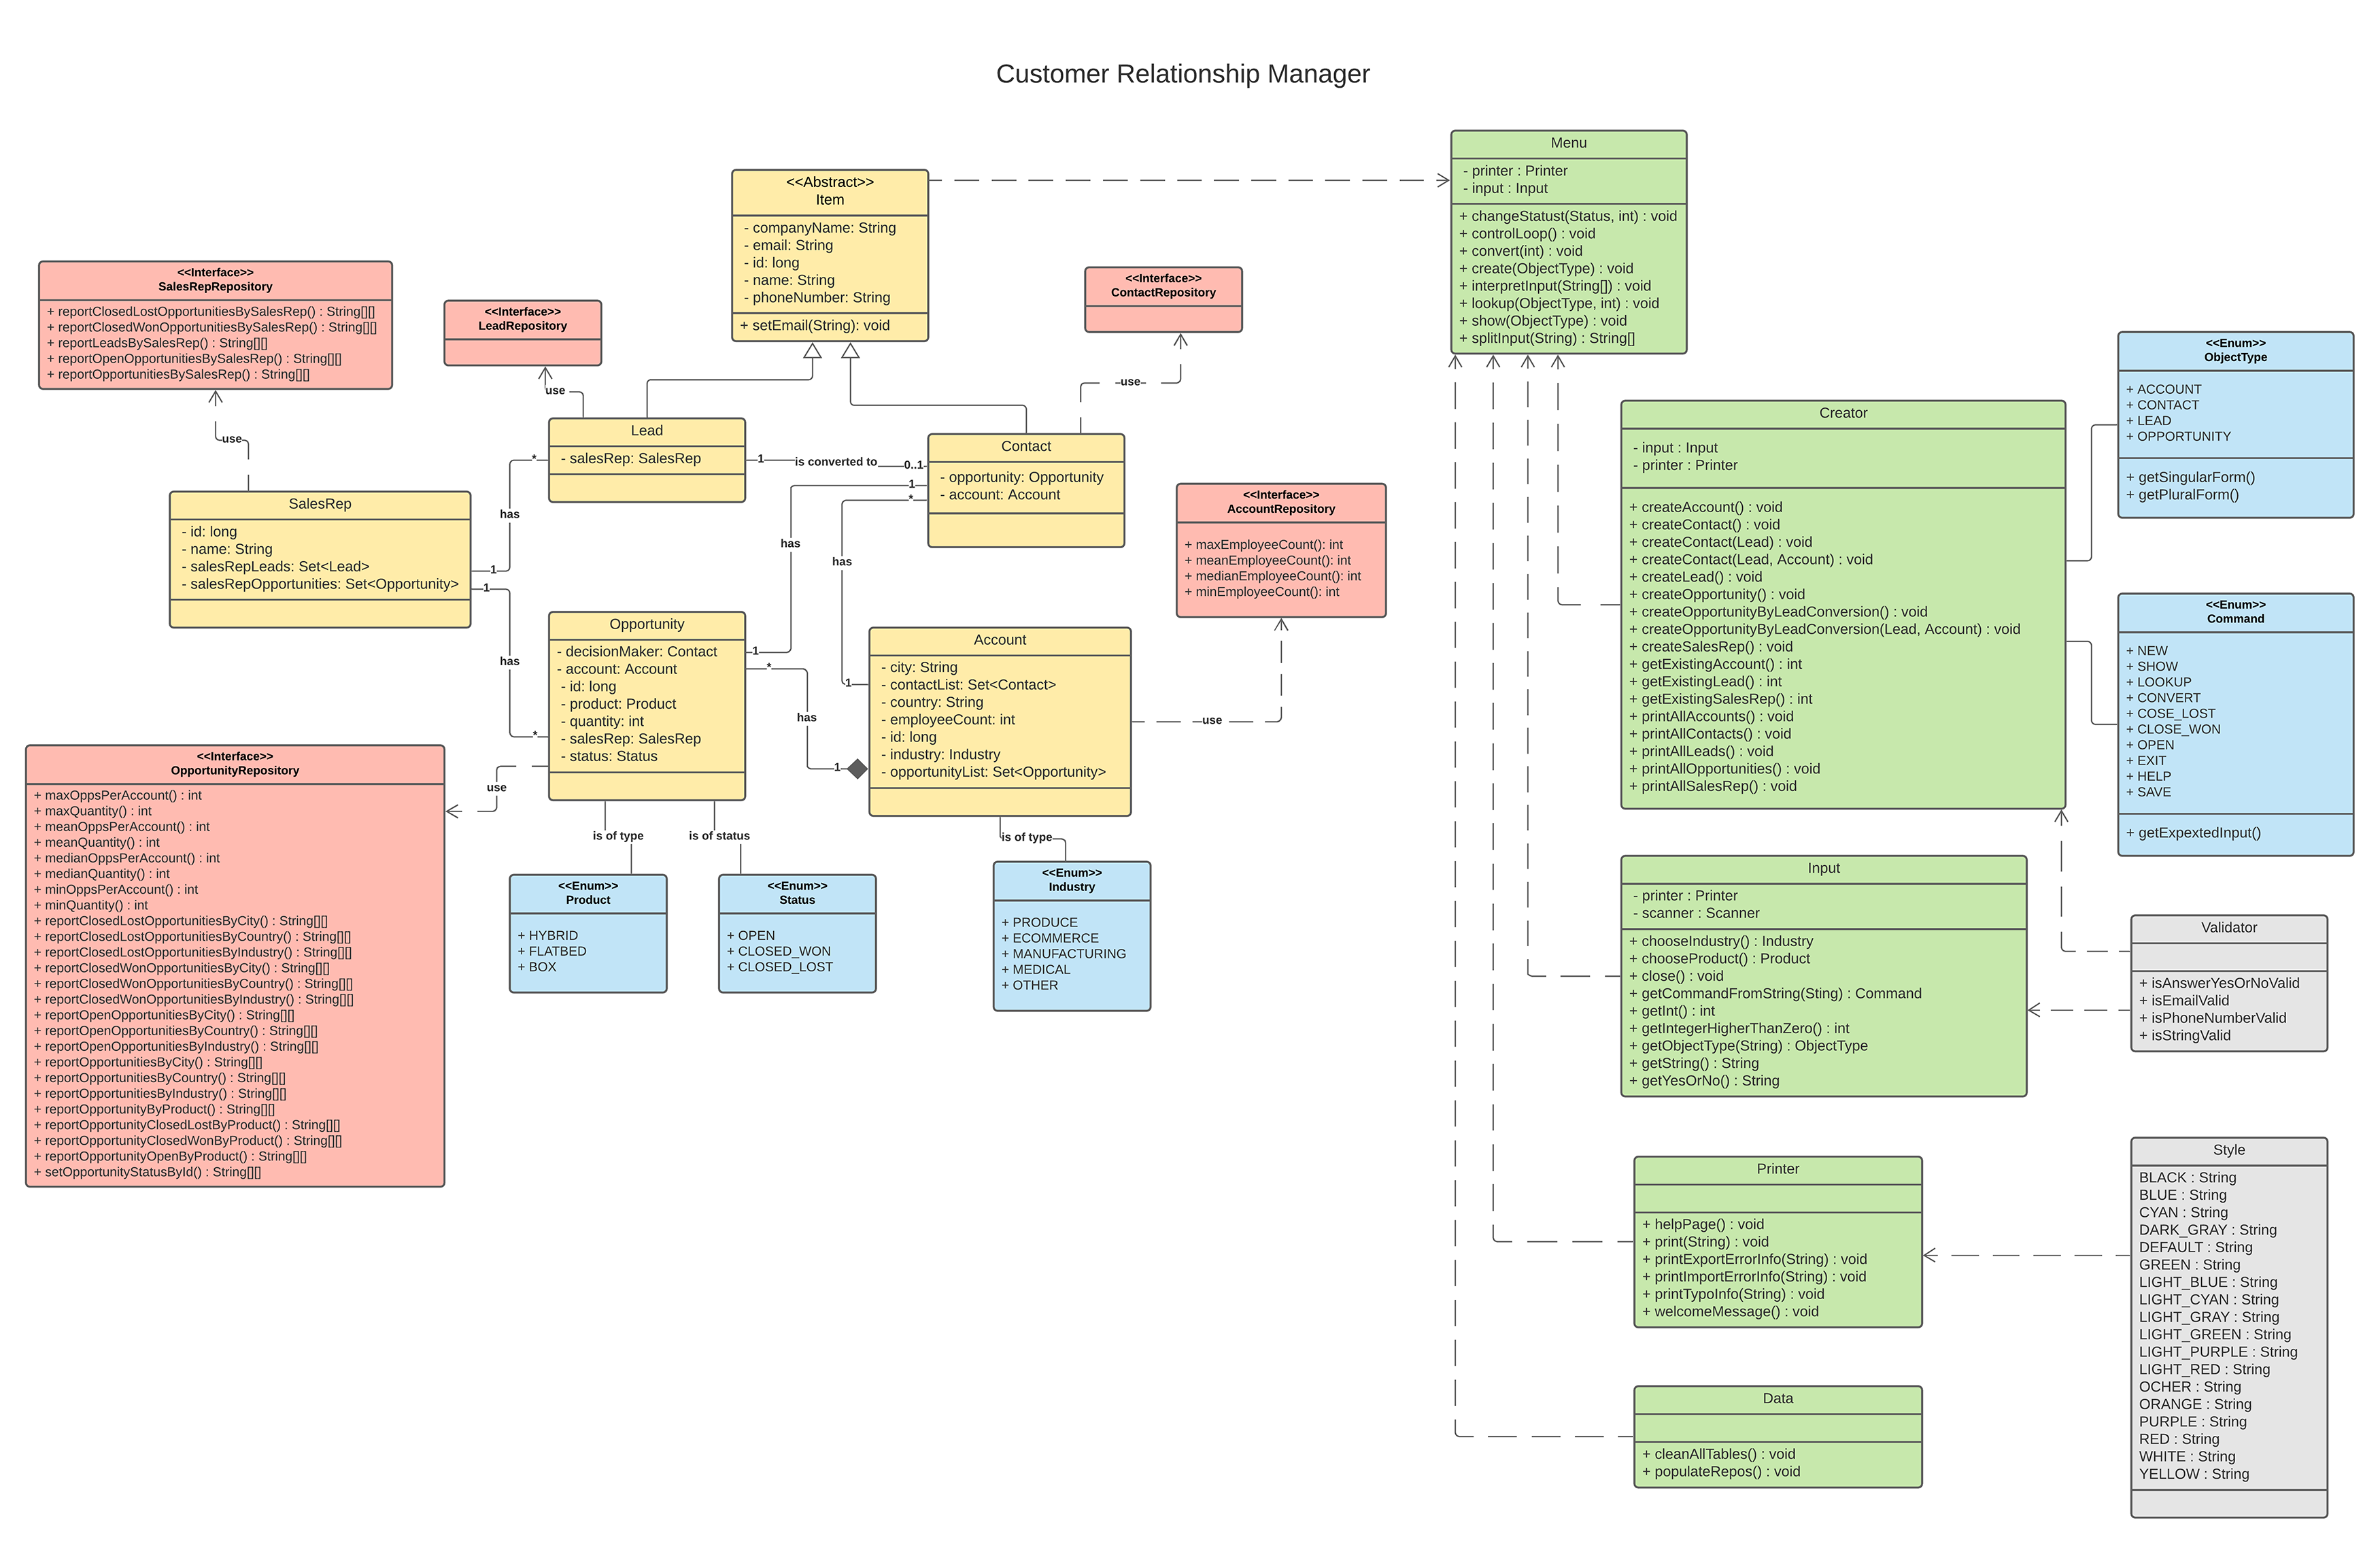 Customer Relationship Manager
Menu
- printer : Printer
- input : Input
+ changeStatust(Status, int) : void
+ controlLoop() : void
+ convert(int) : void
+ create(ObjectType) : void
+ interpretInput(String[]) : void
+ lookup(ObjectType, int) : void
+ show(ObjectType) : void
+ splitInput(String) : String[]
<<Abstract>>
Item
- companyName: String
- email: String
- id: long
- name: String
- phoneNumber: String
+ setEmail(String): void
<<Interface>>
SalesRepRepository
+ reportClosedLostOpportunitiesBySalesRep() : String[][]
+ reportClosedWonOpportunitiesBySalesRep() : String[][]
+ reportLeadsBySalesRep() : String[][]
+ reportOpenOpportunitiesBySalesRep() : String[][]
+ reportOpportunitiesBySalesRep() : String[][]
<<Interface>>
LeadRepository
<<Interface>>
ContactRepository
use
use
use
Lead
- salesRep: SalesRep
Contact
- opportunity: Opportunity
- account: Account
1
is converted to
0..1
1
*
*
has
1
1
has
*
has
has
SalesRep
- id: long
- name: String
- salesRepLeads: Set<Lead>
- salesRepOpportunities: Set<Opportunity>
<<Interface>>
AccountRepository
+ maxEmployeeCount(): int
+ meanEmployeeCount(): int
+ medianEmployeeCount(): int
+ minEmployeeCount(): int
Opportunity
- decisionMaker: Contact
- account: Account
- id: long
- product: Product
- quantity: int
- salesRep: SalesRep
- status: Status
1
*
has
1
1
Account
- city: String
- contactList: Set<Contact>
- country: String
- employeeCount: int
- id: long
- industry: Industry
- opportunityList: Set<Opportunity>
use
use
<<Interface>>
OpportunityRepository
+ maxOppsPerAccount() : int
+ maxQuantity() : int
+ meanOppsPerAccount() : int
+ meanQuantity() : int
+ medianOppsPerAccount() : int
+ medianQuantity() : int
+ minOppsPerAccount() : int
+ minQuantity() : int
+ reportClosedLostOpportunitiesByCity() : String[][]
+ reportClosedLostOpportunitiesByCountry() : String[][]
+ reportClosedLostOpportunitiesByIndustry() : String[][]
+ reportClosedWonOpportunitiesByCity() : String[][]
+ reportClosedWonOpportunitiesByCountry() : String[][]
+ reportClosedWonOpportunitiesByIndustry() : String[][]
+ reportOpenOpportunitiesByCity() : String[][]
+ reportOpenOpportunitiesByCountry() : String[][]
+ reportOpenOpportunitiesByIndustry() : String[][]
+ reportOpportunitiesByCity() : String[][]
+ reportOpportunitiesByCountry() : String[][]
+ reportOpportunitiesByIndustry() : String[][]
+ reportOpportunityByProduct() : String[][]
+ reportOpportunityClosedLostByProduct() : String[][]
+ reportOpportunityClosedWonByProduct() : String[][]
+ reportOpportunityOpenByProduct() : String[][]
+ setOpportunityStatusById() : String[][]
is of type
is of status
is of type
<<Enum>>
Product
+ HYBRID
+ FLATBED
+ BOX
<<Enum>>
Status
+ OPEN
+ CLOSED_WON
+ CLOSED_LOST
<<Enum>>
Industry
+ PRODUCE
+ ECOMMERCE
+ MANUFACTURING
+ MEDICAL
+ OTHER
Creator
- input : Input
- printer : Printer
+ createAccount() : void
+ createContact() : void
+ createContact(Lead) : void
+ createContact(Lead, Account) : void
+ createLead() : void
+ createOpportunity() : void
+ createOpportunityByLeadConversion() : void
+ createOpportunityByLeadConversion(Lead, Account) : void
+ createSalesRep() : void
+ getExistingAccount() : int
+ getExistingLead() : int
+ getExistingSalesRep() : int
+ printAllAccounts() : void
+ printAllContacts() : void
+ printAllLeads() : void
+ printAllOpportunities() : void
+ printAllSalesRep() : void
<<Enum>>
ObjectType
+ ACCOUNT
+ CONTACT
+ LEAD
+ OPPORTUNITY
+ getSingularForm()
+ getPluralForm()
<<Enum>>
Command
+ NEW
+ SHOW
+ LOOKUP
+ CONVERT
+ COSE_LOST
+ CLOSE_WON
+ OPEN
+ EXIT
+ HELP
+ SAVE
+ getExpextedInput()
Input
- printer : Printer
- scanner : Scanner
+ chooseIndustry() : Industry
+ chooseProduct() : Product
+ close() : void
+ getCommandFromString(Sting) : Command
+ getInt() : int
+ getIntegerHigherThanZero() : int
+ getObjectType(String) : ObjectType
+ getString() : String
+ getYesOrNo() : String
Validator
+ isAnswerYesOrNoValid
+ isEmailValid
+ isPhoneNumberValid
+ isStringValid
Printer
+ helpPage() : void
+ print(String) : void
+ printExportErrorInfo(String) : void
+ printImportErrorInfo(String) : void
+ printTypoInfo(String) : void
+ welcomeMessage() : void
Style
BLACK : String
BLUE : String
CYAN : String
DARK_GRAY : String
DEFAULT : String
GREEN : String
LIGHT_BLUE : String
LIGHT_CYAN : String
LIGHT_GRAY : String
LIGHT_GREEN : String
LIGHT_PURPLE : String
LIGHT_RED : String
OCHER : String
ORANGE : String
PURPLE : String
RED : String
WHITE : String
YELLOW : String
Data
+ cleanAllTables() : void
+ populateRepos() : void